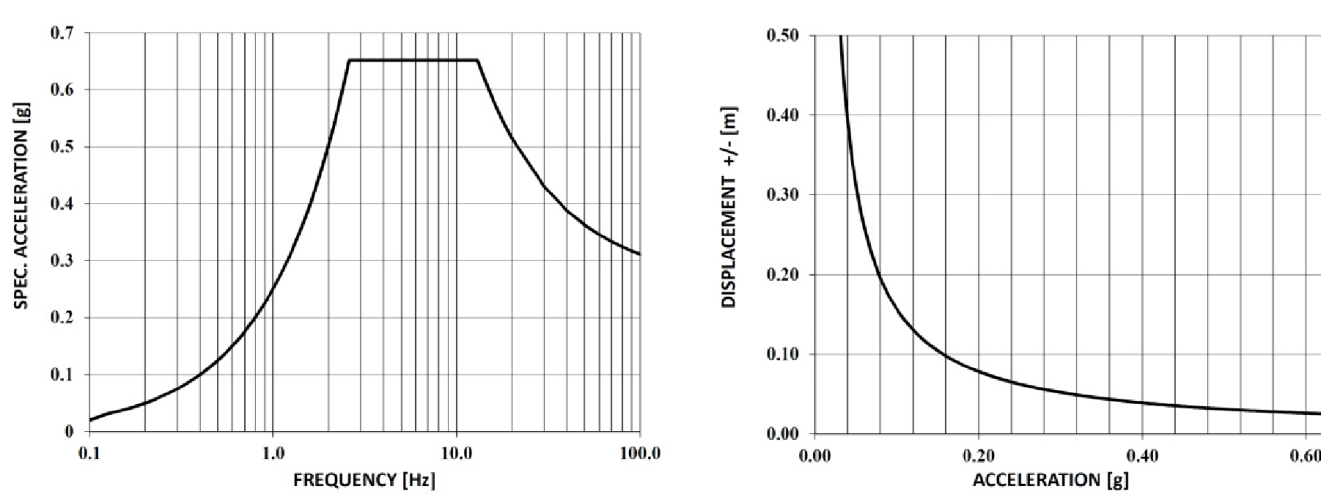 SPEC. ACCELERATION [g]
0.7
0.6
0.5
0.4
0.3
0.2
0.1
0
0.1 1.0 10.0 100.0
FREQUENCY [Hz]
DISPLACEMENT +/- [m]
0.50
0.40
0.30
0.20
0.10
0.00
0.00 0.20 0.40 0.60
ACCELERATION [g]